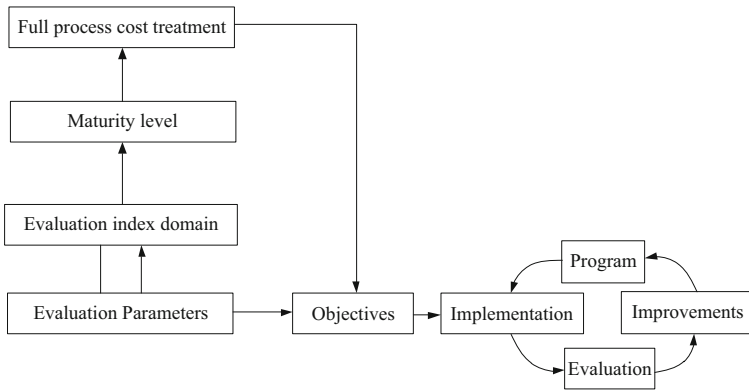 Full process cost treatment
Maturity level
Evaluation index domain
Evaluation Parameters
Objectives
Implementation
Program
Improvements
Evaluation